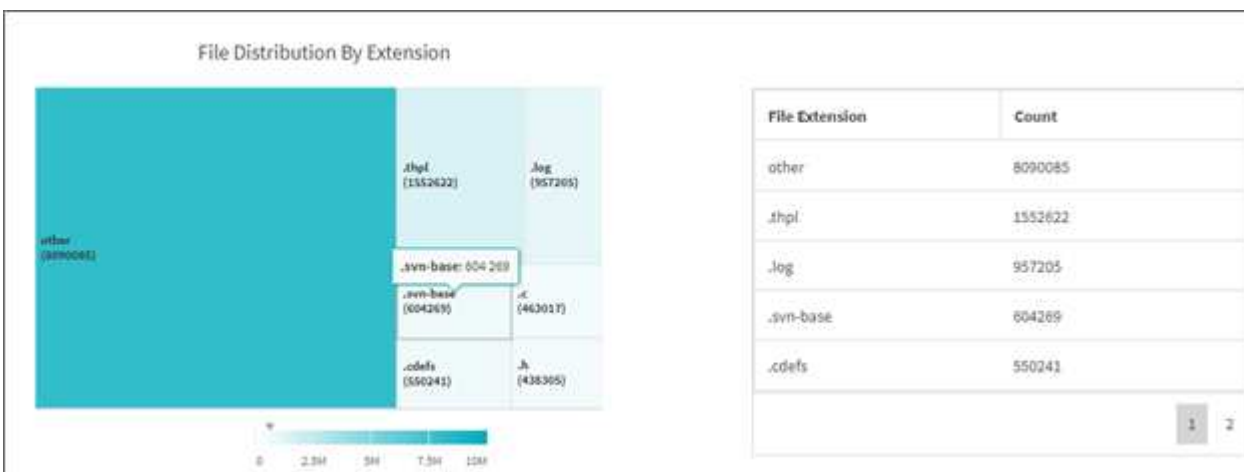 File Distribution By Extension
other
(8090085)
.thpl
(1552622)
.log
(957205)
.svn-base: 604 269
.svn-base
(604269)
.c
(463017)
.cdefs
(550241)
.h
(438305)
0 2.5M 5M 7.5M 10M
File Extension Count
other 8090085
.thpl 1552622
.log 957205
.svn-base 604269
.cdefs 550241
1 2